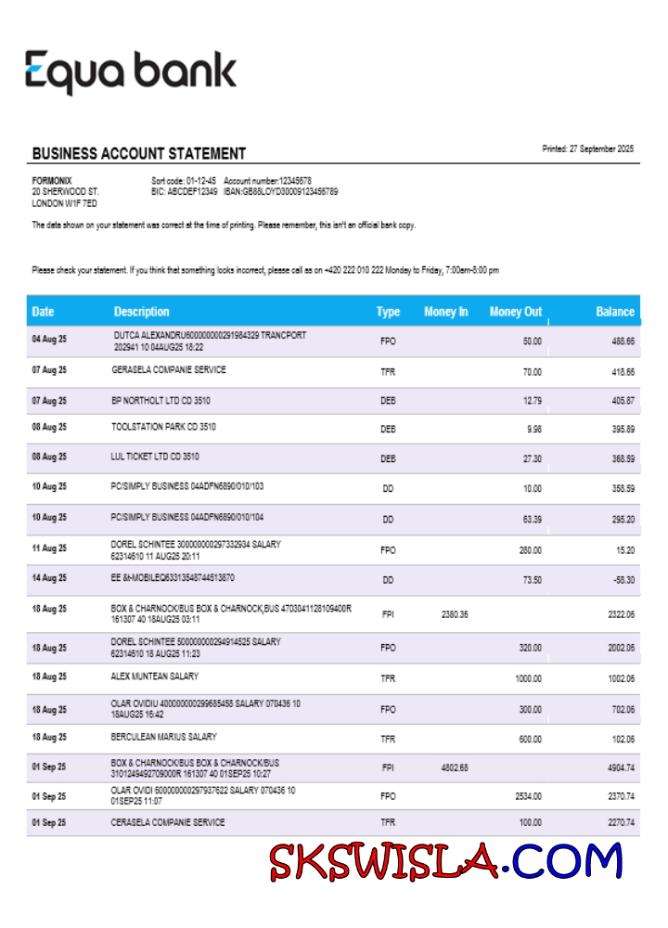 Equa bank
BUSINESS ACCOUNT STATEMENT
Printed: 27 September 2025
FORMONIX
20 SHERWOOD ST.
LONDON W1F 7ED
Sort code: 01-12-45 Account number:12345678
BIC: ABCDEF12349 IBAN:GB88LOYD30009123456789
The data shown on your statement was correct at the time of printing. Please remember, this isn't an official bank copy.
Please check your statement. If you think that something looks incorrect, please call as on +420 222 010 222 Monday to Friday, 7:00am-8:00 pm
Date Description Type Money In Money Out Balance
04 Aug 25 DUTCA ALEXANDRU600000000291984329 TRANCPORT FPO 50.00 488.66
202941 10 04AUG25 18:22
07 Aug 25 GERASELA COMPANIE SERVICE TFR 70.00 418.66
07 Aug 25 BP NORTHOLT LTD CD 3510 DEB 12.79 405.87
08 Aug 25 TOOLSTATION PARK CD 3510 DEB 9.98 395.89
08 Aug 25 LUL TICKET LTD CD 3510 DEB 27.30 368.59
10 Aug 25 PC/SIMPLY BUSINESS 04ADFN6890/010/103 DD 10.00 358.59
10 Aug 25 PC/SIMPLY BUSINESS 04ADFN6890/010/104 DD 63.39 295.20
11 Aug 25 DOREL SCHINTEE 300000000297332934 SALARY FPO 280.00 15.20
62314610 11 AUG25 20:11
14 Aug 25 EE &t-MOBILEQ63313548744513870 DD 73.50 -58.30
18 Aug 25 BOX & CHARNOCK/BUS BOX & CHARNOCK,BUS 4703041128109400R FPI 2380.36 2322.06
161307 40 18AUG25 03:11
18 Aug 25 DOREL SCHINTEE 500000000294914525 SALARY FPO 320.00 2002.06
62314610 18 AUG25 11:23
18 Aug 25 ALEX MUNTEAN SALARY TFR 1000.00 1002.06
18 Aug 25 OLAR OVIDIU 400000000299685458 SALARY 070436 10 FPO 300.00 702.06
18AUG25 16:42
18 Aug 25 BERCULEAN MARIUS SALARY TFR 600.00 102.06
01 Sep 25 BOX & CHARNOCK/BUS BOX & CHARNOCK/BUS FPI 4802.68 4904.74
3101249492709000R 161307 40 01SEP25 10:27
01 Sep 25 OLAR OVIDI 600000000297937622 SALARY 070436 10 FPO 2534.00 2370.74
01SEP25 11:07
01 Sep 25 CERASELA COMPANIE SERVICE TFR 100.00 2270.74
SKSWISLA.COM